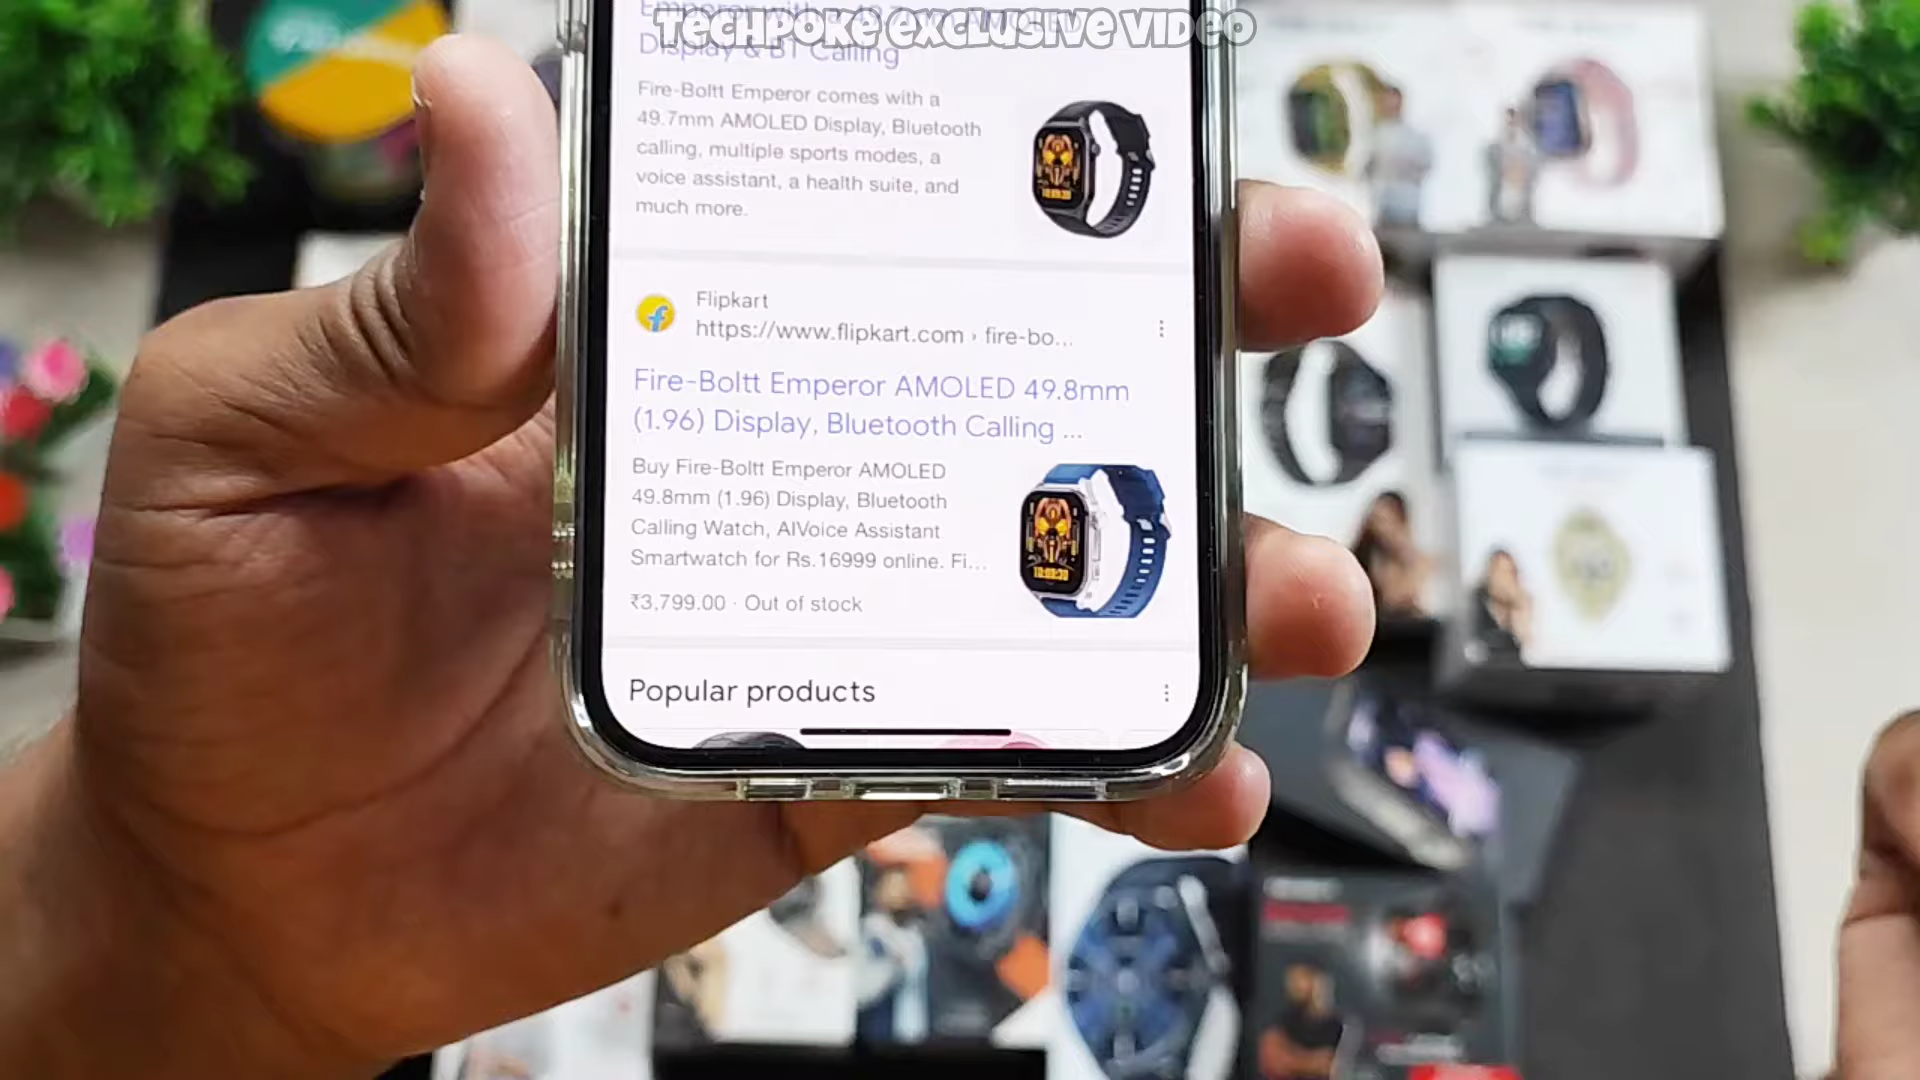 TECHPOKE EXCLUSIVE VIDEO
Display & BT Calling
Fire-Boltt Emperor comes with a
49.7mm AMOLED Display, Bluetooth
calling, multiple sports modes, a
voice assistant, a health suite, and
much more.
Flipkart
https://www.flipkart.com › fire-bo...
Fire-Boltt Emperor AMOLED 49.8mm
(1.96) Display, Bluetooth Calling ...
Buy Fire-Boltt Emperor AMOLED
49.8mm (1.96) Display, Bluetooth
Calling Watch, AIVoice Assistant
Smartwatch for Rs.16999 online. Fi...
₹3,799.00 · Out of stock
Popular products